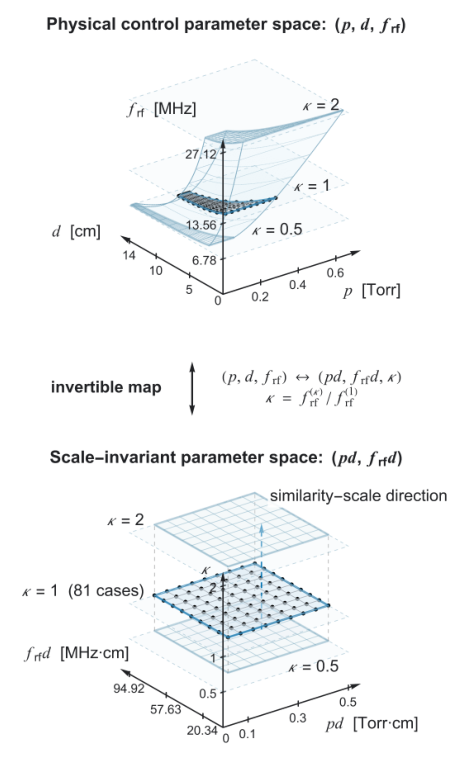 Physical control parameter space: (p, d, f_rf)
f_rf [MHz]
κ = 2
27.12
κ = 1
13.56
κ = 0.5
d [cm]
6.78
14
10
5
0
0.2
0.4
0.6
p [Torr]
invertible map
(p, d, f_rf) ↔ (pd, f_rf d, κ)
κ = f_rf^(κ) / f_rf^(1)
Scale–invariant parameter space: (pd, f_rf d)
similarity–scale direction
κ = 2
κ
2
κ = 1 (81 cases)
f_rf d [MHz·cm]
1
κ = 0.5
94.92
0.5
57.63
20.34
0
0.1
0.3
0.5
pd [Torr·cm]